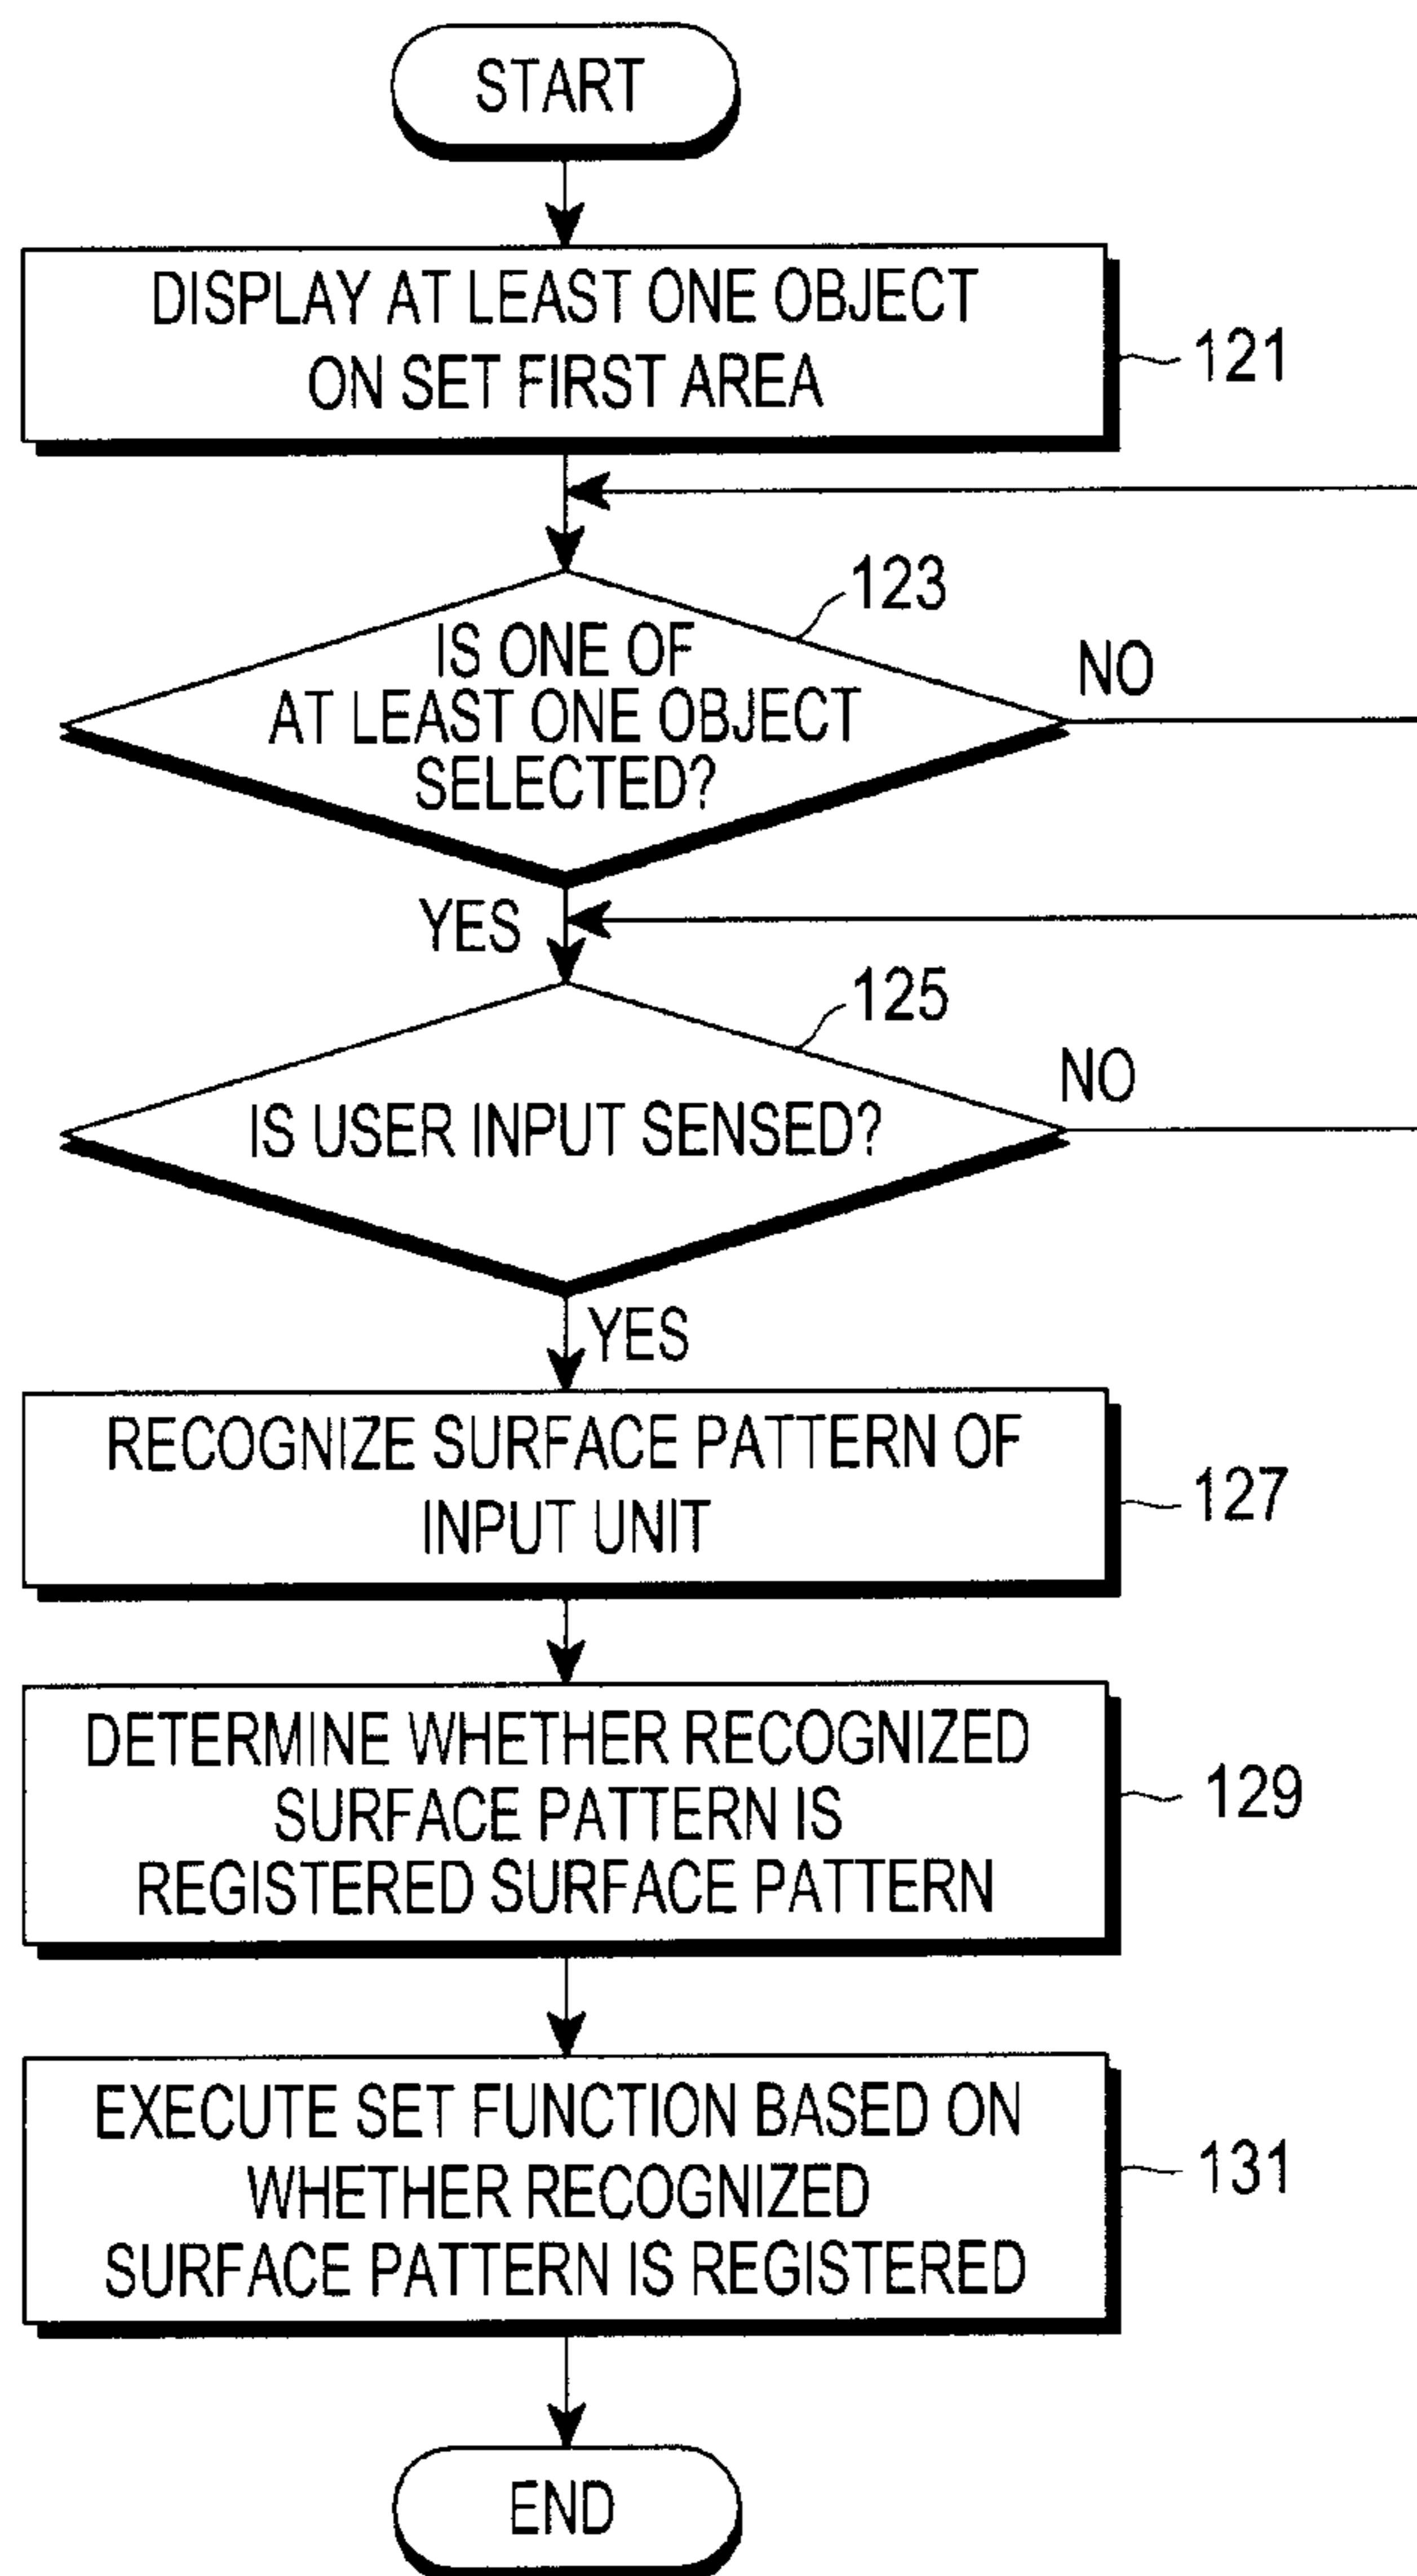 START
DISPLAY AT LEAST ONE OBJECT
ON SET FIRST AREA
121
123
IS ONE OF
AT LEAST ONE OBJECT
SELECTED?
NO
YES
125
IS USER INPUT SENSED?
NO
YES
RECOGNIZE SURFACE PATTERN OF
INPUT UNIT
127
DETERMINE WHETHER RECOGNIZED
SURFACE PATTERN IS
REGISTERED SURFACE PATTERN
129
EXECUTE SET FUNCTION BASED ON
WHETHER RECOGNIZED
SURFACE PATTERN IS REGISTERED
131
END